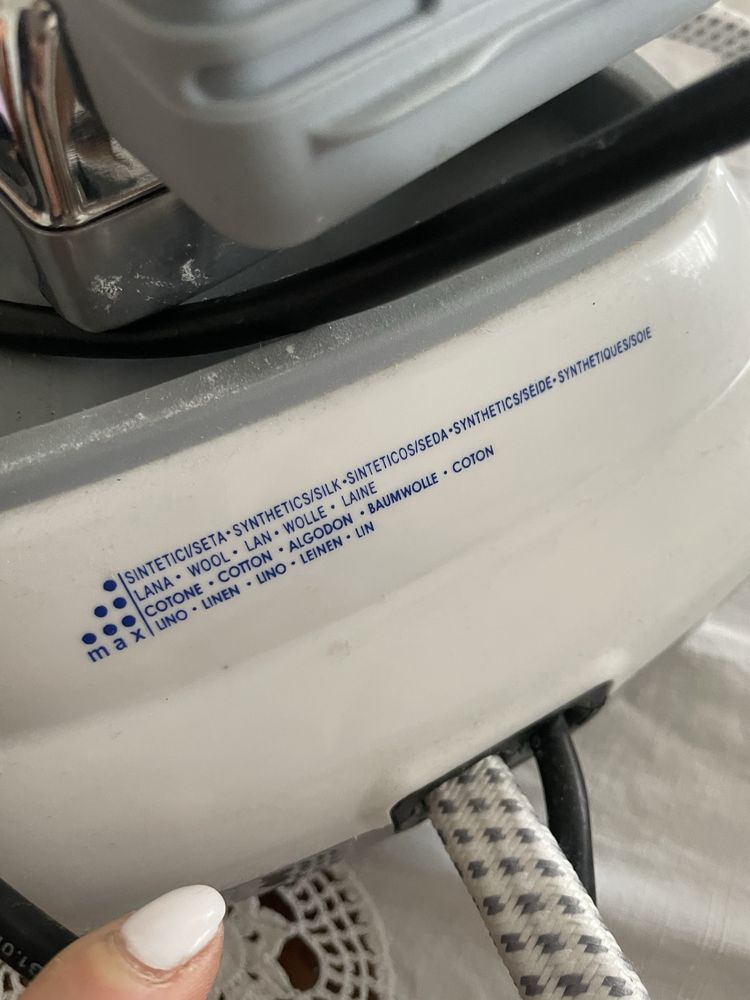 SINTETICI/SETA•SYNTHETICS/SILK•SINTETICOS/SEDA•SYNTHETICS/SEIDE•SYNTHETIQUES/SOIE
LANA • WOOL • LAN • WOLLE • LAINE
COTONE • COTTON • ALGODON • BAUMWOLLE • COTON
max LINO • LINEN • LINO • LEINEN • LIN